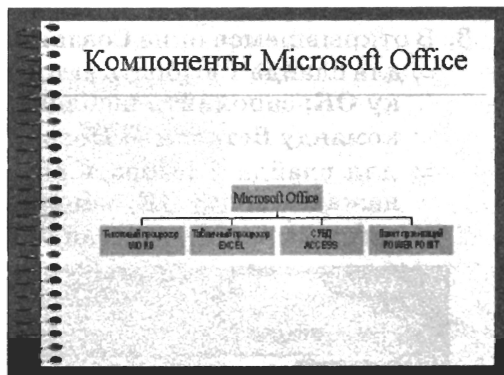 Компоненты Microsoft Office
Microsoft Office
Текстовый процессор
WORD
Табличный процессор
EXCEL
СУБД
ACCESS
Пакет презентаций
POWER POINT